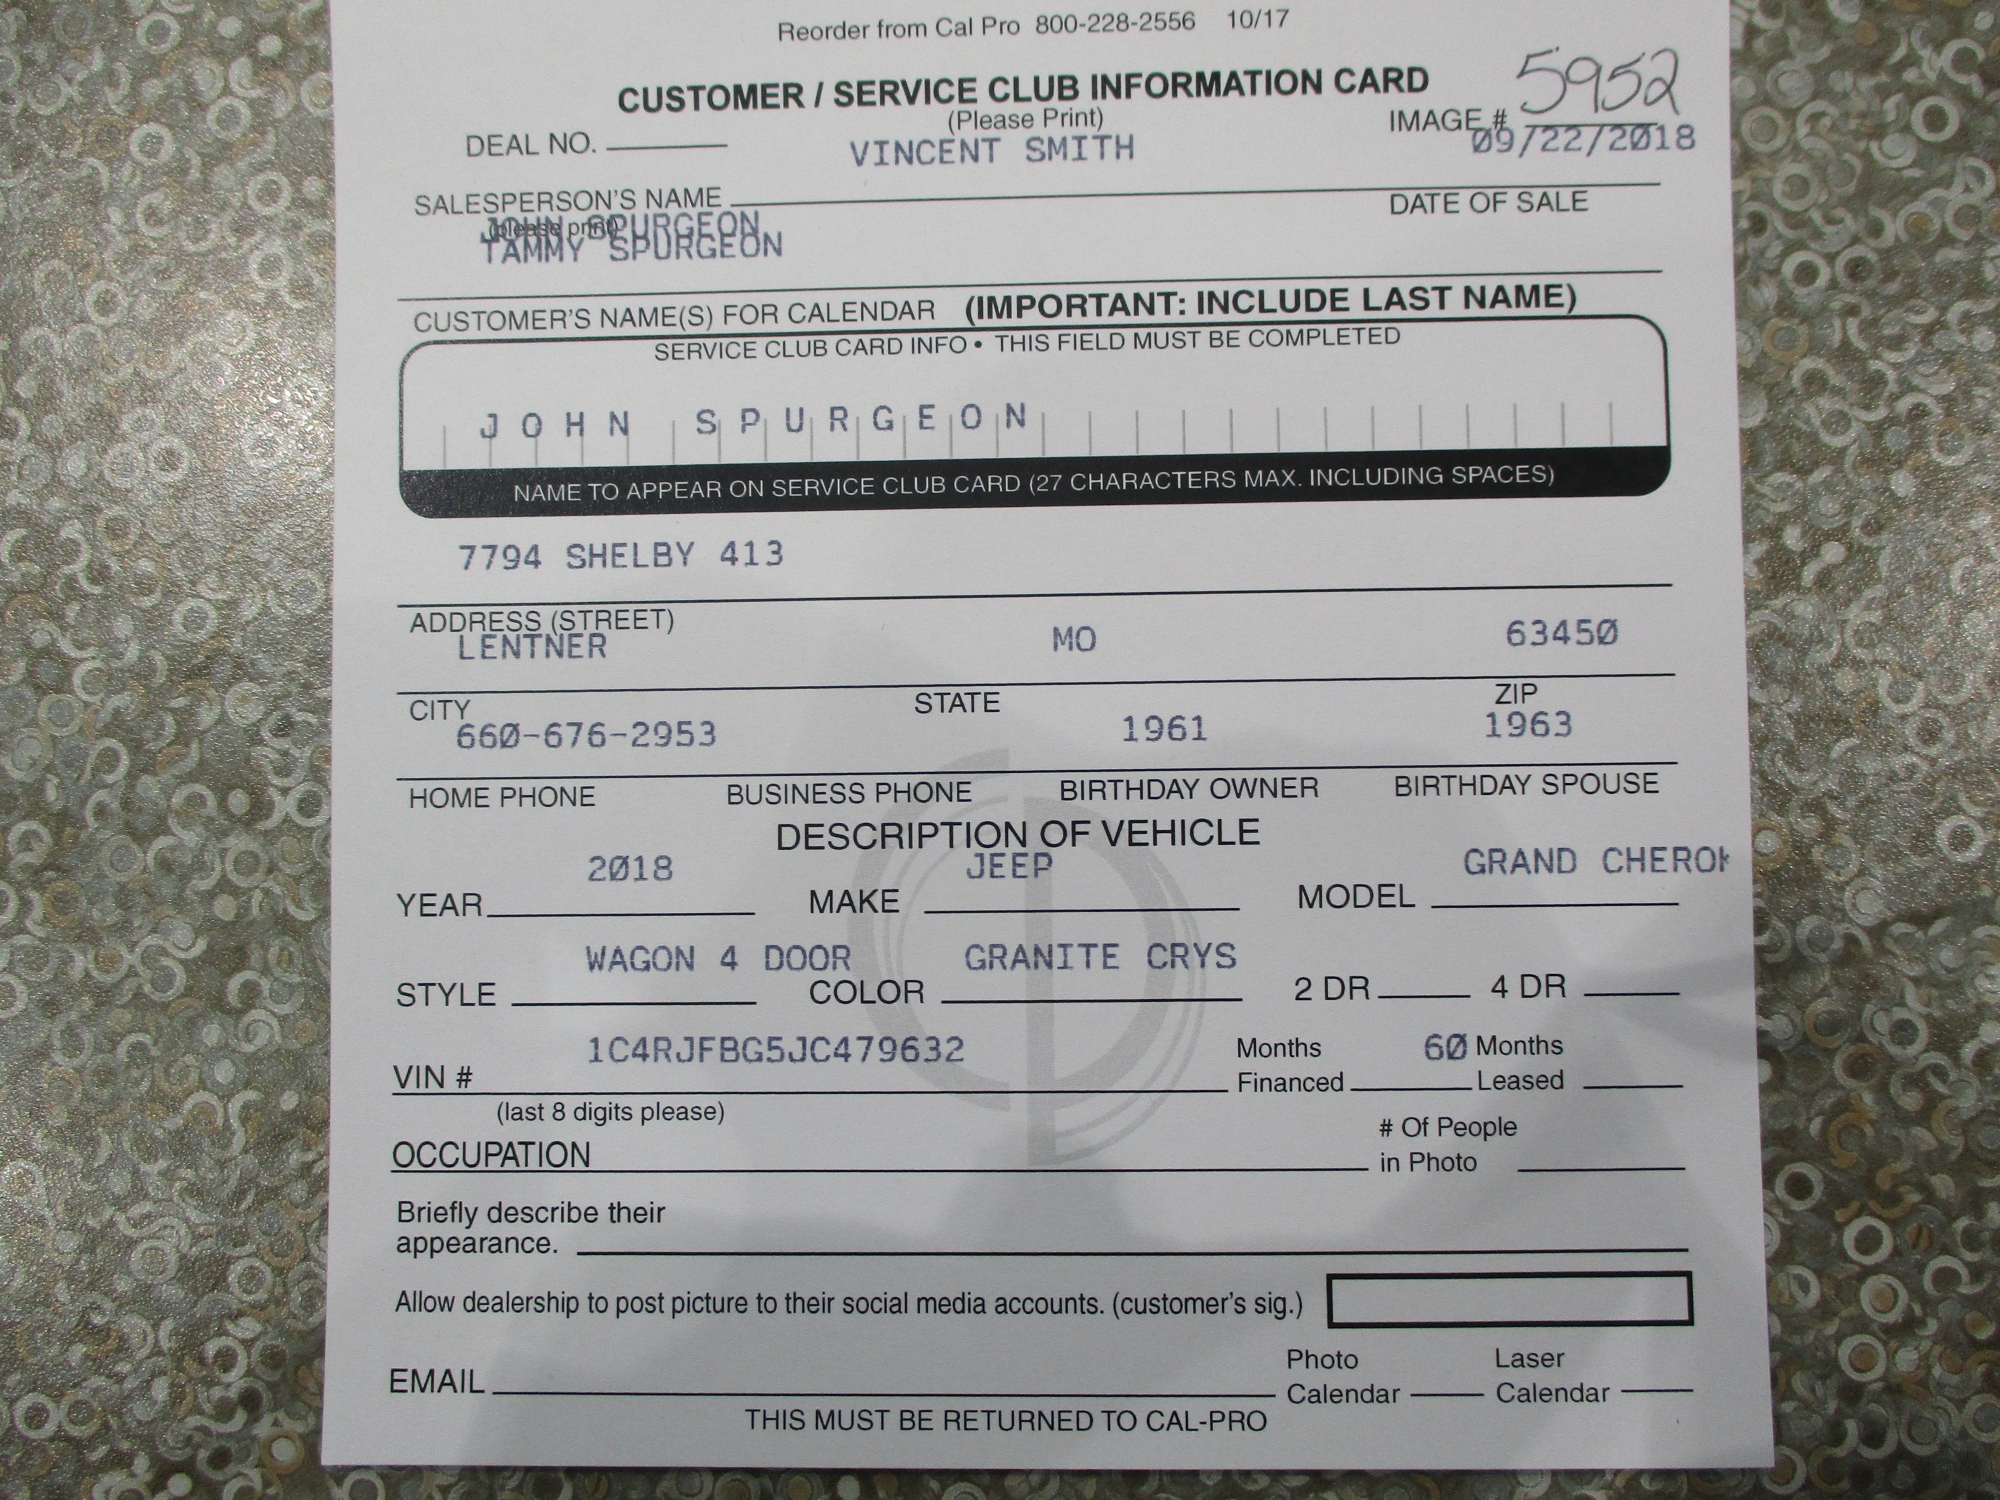 Reorder from Cal Pro 800-228-2556 10/17
CUSTOMER / SERVICE CLUB INFORMATION CARD
(Please Print)
IMAGE # 5952
DEAL NO.
VINCENT SMITH
09/22/2018
SALESPERSON'S NAME
DATE OF SALE
(please print)
JOHN SPURGEON
TAMMY SPURGEON
CUSTOMER'S NAME(S) FOR CALENDAR (IMPORTANT: INCLUDE LAST NAME)
SERVICE CLUB CARD INFO • THIS FIELD MUST BE COMPLETED
JOHN SPURGEON
NAME TO APPEAR ON SERVICE CLUB CARD (27 CHARACTERS MAX. INCLUDING SPACES)
7794 SHELBY 413
ADDRESS (STREET)
LENTNER MO 63450
CITY STATE ZIP
660-676-2953 1961 1963
HOME PHONE BUSINESS PHONE BIRTHDAY OWNER BIRTHDAY SPOUSE
DESCRIPTION OF VEHICLE
2018 JEEP GRAND CHEROK
YEAR MAKE MODEL
WAGON 4 DOOR GRANITE CRYS
STYLE COLOR 2 DR 4 DR
1C4RJFBG5JC479632 Months 60 Months
VIN # Financed Leased
(last 8 digits please)
# Of People
OCCUPATION in Photo
Briefly describe their
appearance.
Allow dealership to post picture to their social media accounts. (customer's sig.)
Photo Laser
EMAIL Calendar Calendar
THIS MUST BE RETURNED TO CAL-PRO